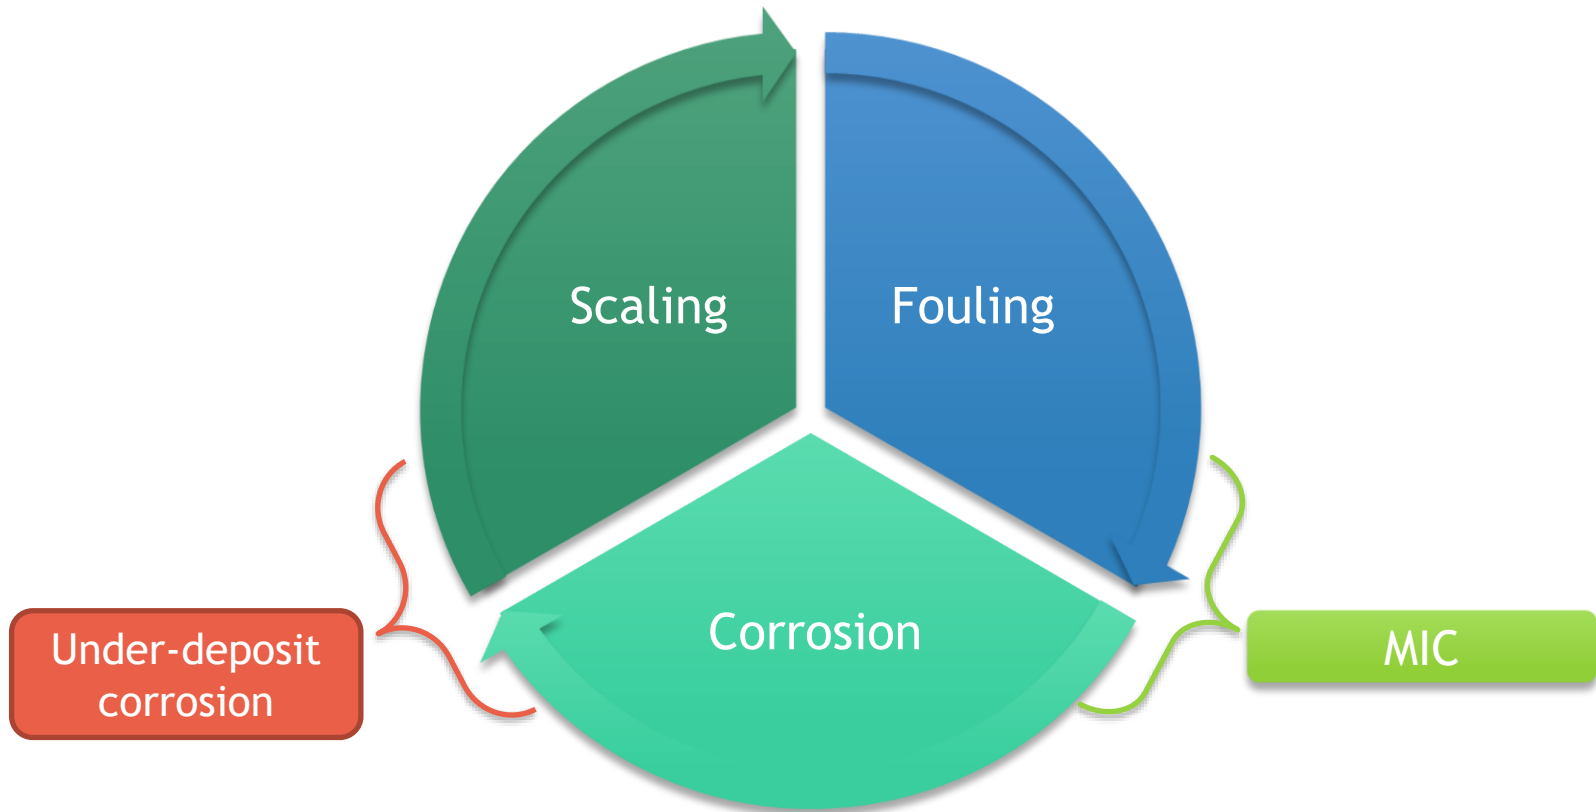 Scaling
Fouling
Corrosion
Under-deposit
corrosion
MIC